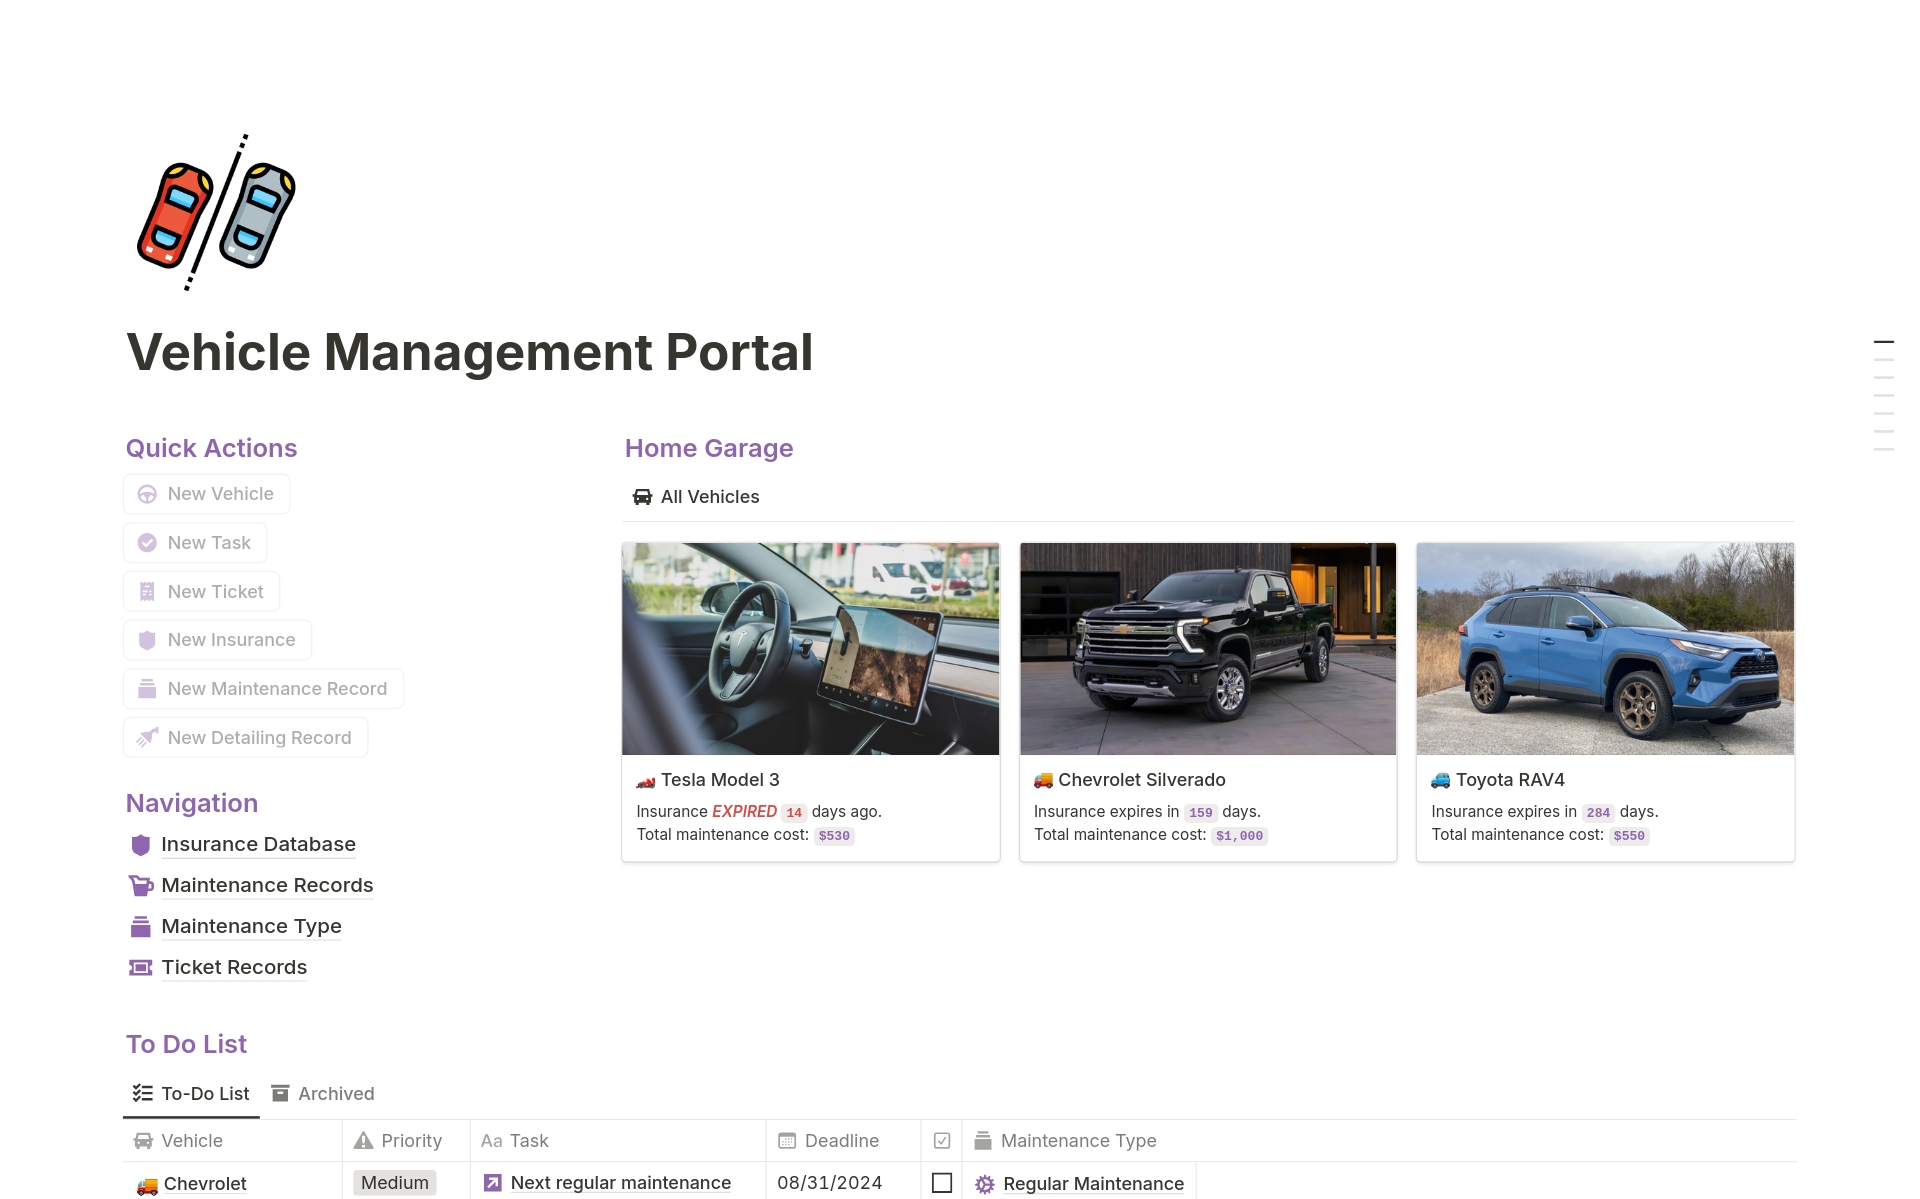 Vehicle Management Portal
Quick Actions
New Vehicle
New Task
New Ticket
New Insurance
New Maintenance Record
New Detailing Record
Navigation
Insurance Database
Maintenance Records
Maintenance Type
Ticket Records
Home Garage
All Vehicles
Tesla Model 3
Insurance EXPIRED 14 days ago.
Total maintenance cost: $530
Chevrolet Silverado
Insurance expires in 159 days.
Total maintenance cost: $1,000
Toyota RAV4
Insurance expires in 284 days.
Total maintenance cost: $550
To Do List
To-Do List Archived
Vehicle Priority Aa Task Deadline Maintenance Type
Chevrolet Medium Next regular maintenance 08/31/2024 Regular Maintenance